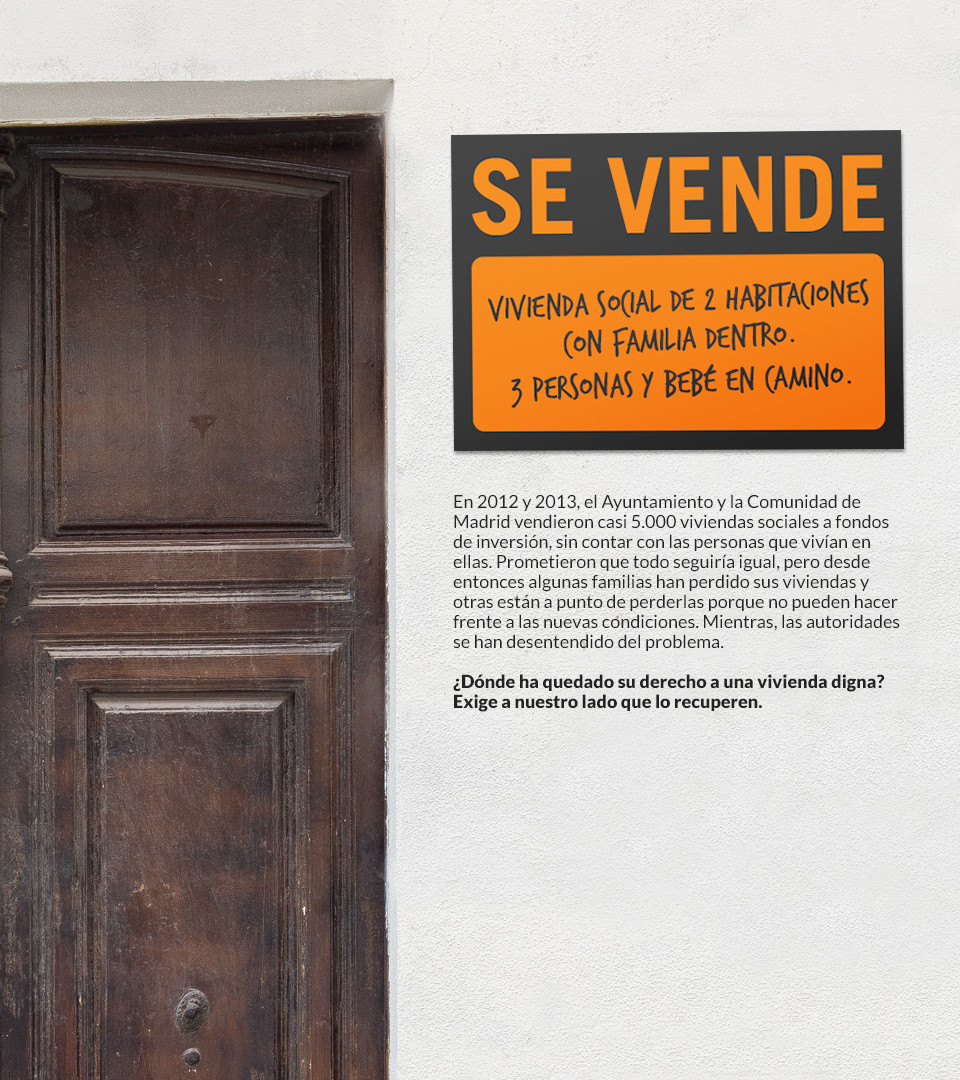 SE VENDE
VIVIENDA SOCIAL DE 2 HABITACIONES
CON FAMILIA DENTRO.
3 PERSONAS Y BEBÉ EN CAMINO.
En 2012 y 2013, el Ayuntamiento y la Comunidad de
Madrid vendieron casi 5.000 viviendas sociales a fondos
de inversión, sin contar con las personas que vivían en
ellas. Prometieron que todo seguiría igual, pero desde
entonces algunas familias han perdido sus viviendas y
otras están a punto de perderlas porque no pueden hacer
frente a las nuevas condiciones. Mientras, las autoridades
se han desentendido del problema.
¿Dónde ha quedado su derecho a una vivienda digna?
Exige a nuestro lado que lo recuperen.